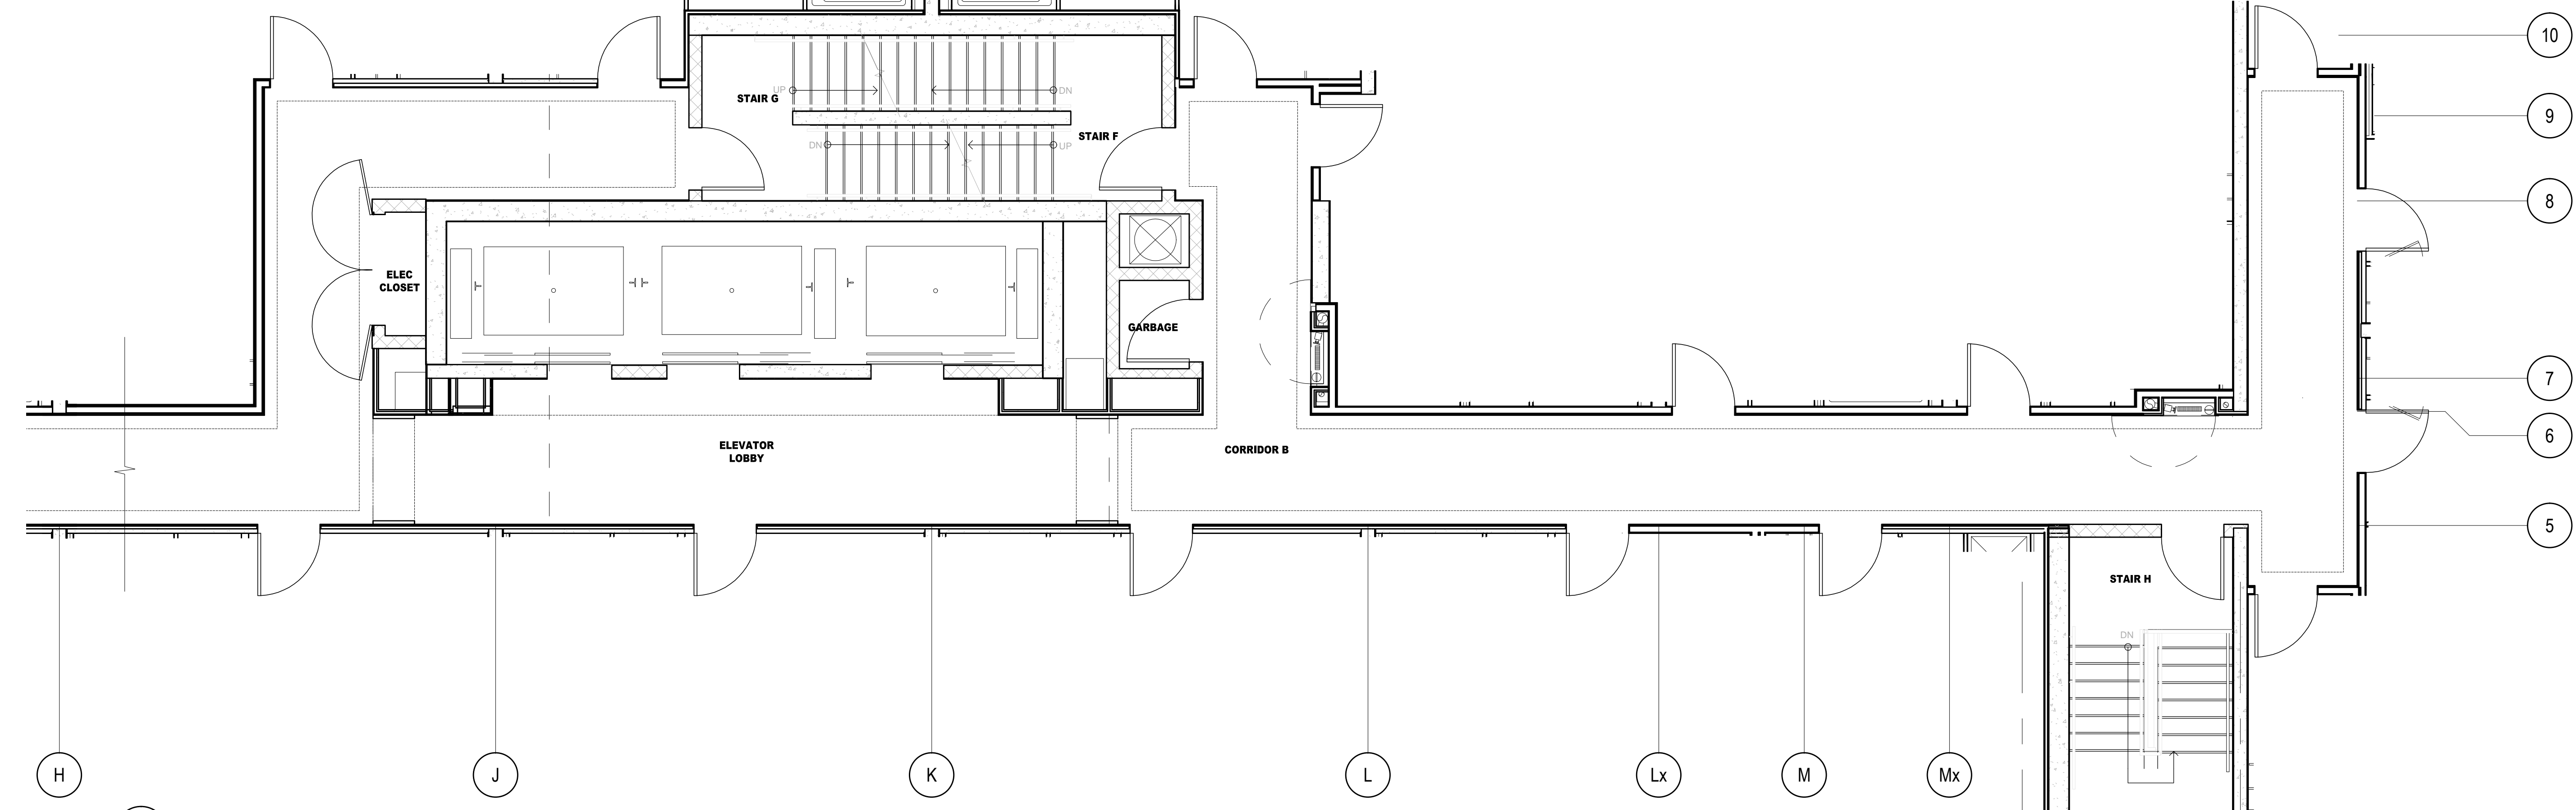 10
9
STAIR G
UP
DN
STAIR F
DN
UP
8
ELEC
CLOSET
GARBAGE
7
ELEVATOR
LOBBY
CORRIDOR B
6
5
STAIR H
DN
H
J
K
L
Lx
M
Mx